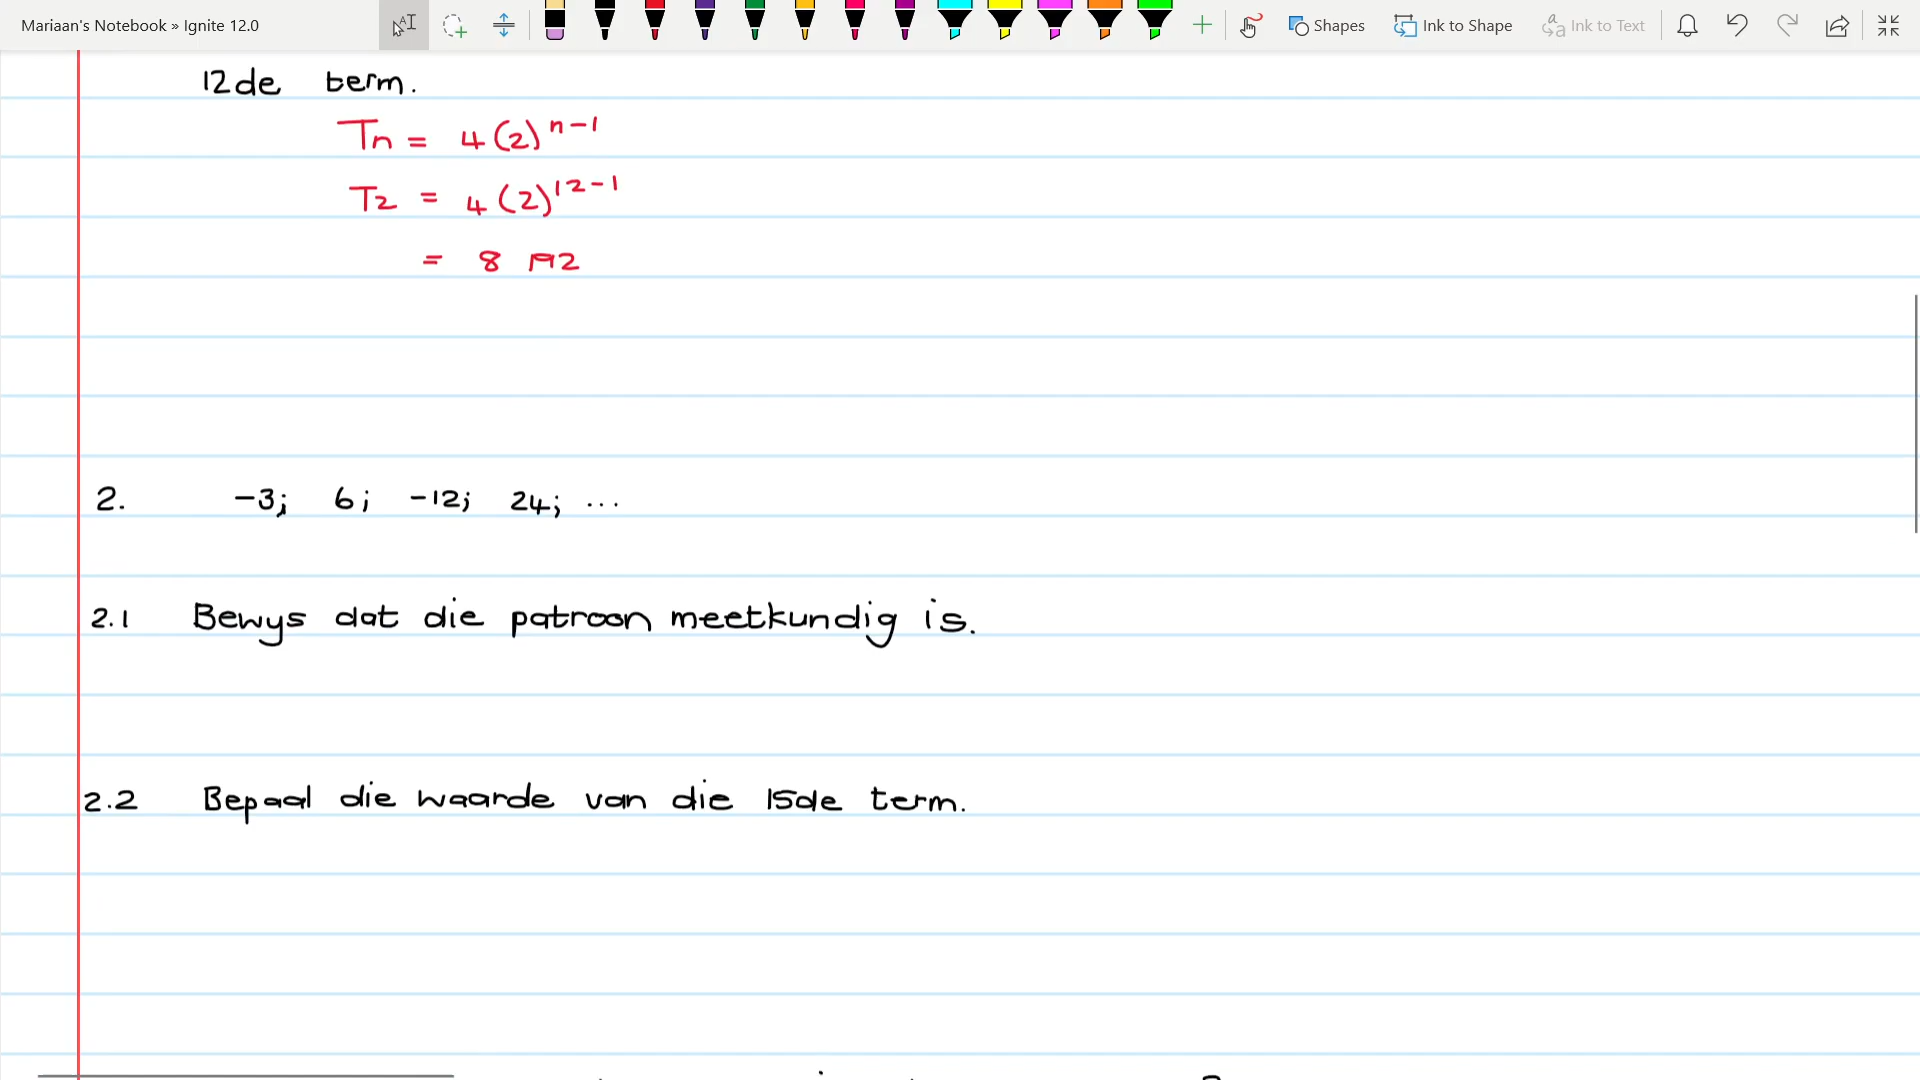 Mariaan's Notebook » Ignite 12.0 Shapes Ink to Shape Ink to Text
12de term.
Tn = 4(2)^{n-1}
T2 = 4(2)^{12-1}
= 8 192
2. -3; 6; -12; 24; ...
2.1 Bewys dat die patroon meetkundig is.
2.2 Bepaal die waarde van die 15de term.